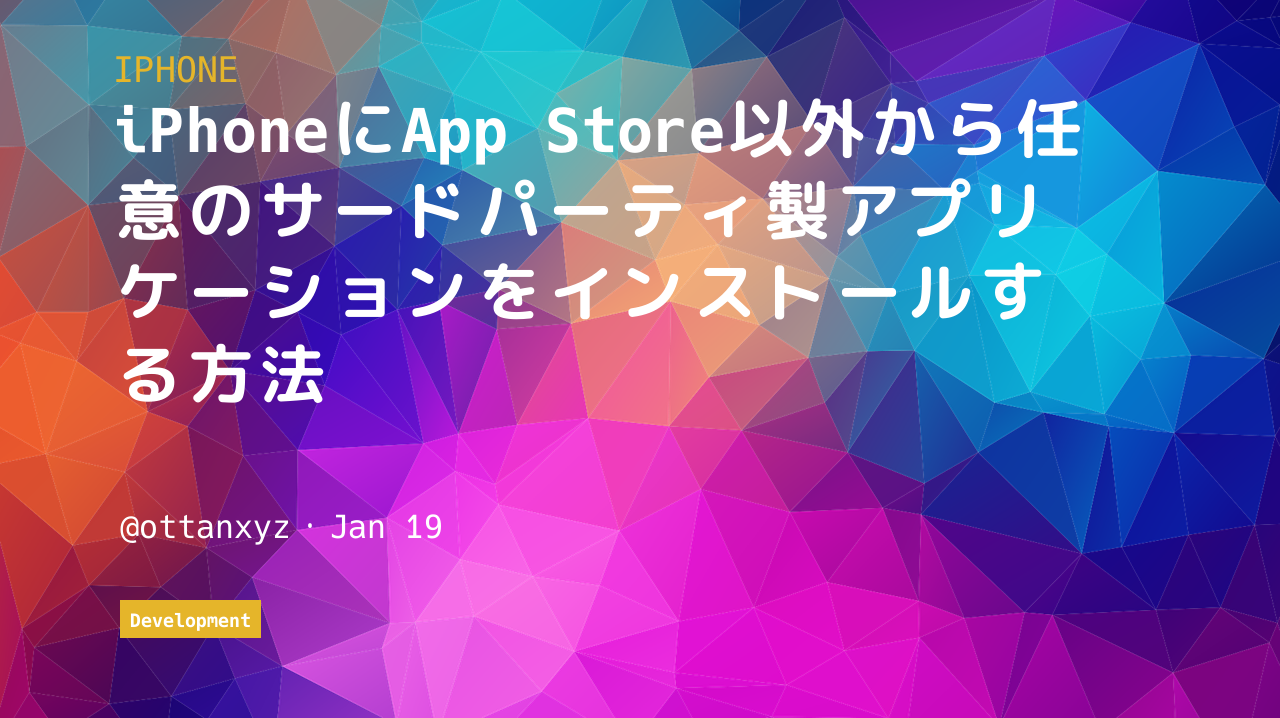 IPHONE
iPhoneにApp Store以外から任
意のサードパーティ製アプリ
ケーションをインストールす
る方法
@ottanxyz · Jan 19
Development